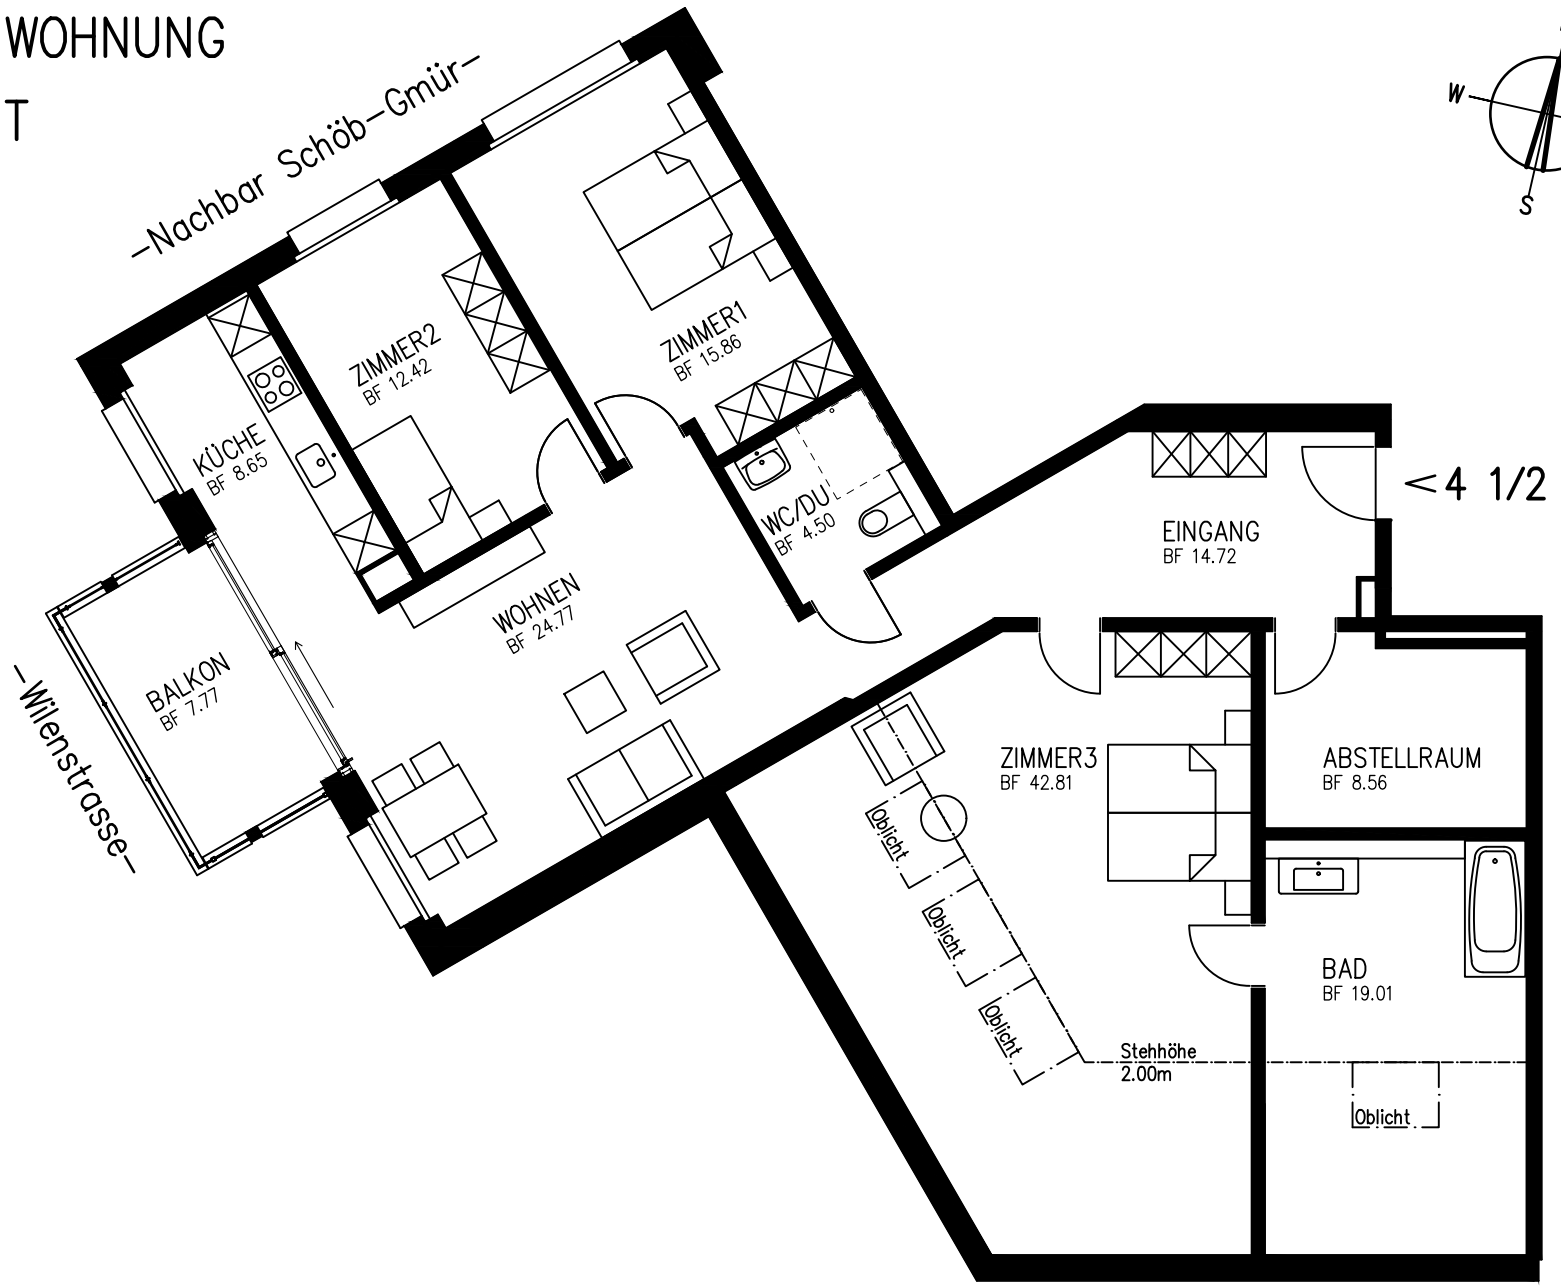 WOHNUNG
T
-Nachbar Schöb-Gmür-
W
S
ZIMMER1
BF 15.86
ZIMMER2
BF 12.42
KÜCHE
BF 8.65
WC/DU
BF 4.50
<4 1/2
EINGANG
BF 14.72
WOHNEN
BF 24.77
BALKON
BF 7.77
-Wilenstrasse-
ZIMMER3
BF 42.81
ABSTELLRAUM
BF 8.56
Oblicht
Oblicht
Oblicht
BAD
BF 19.01
Stehhöhe
2.00m
Oblicht